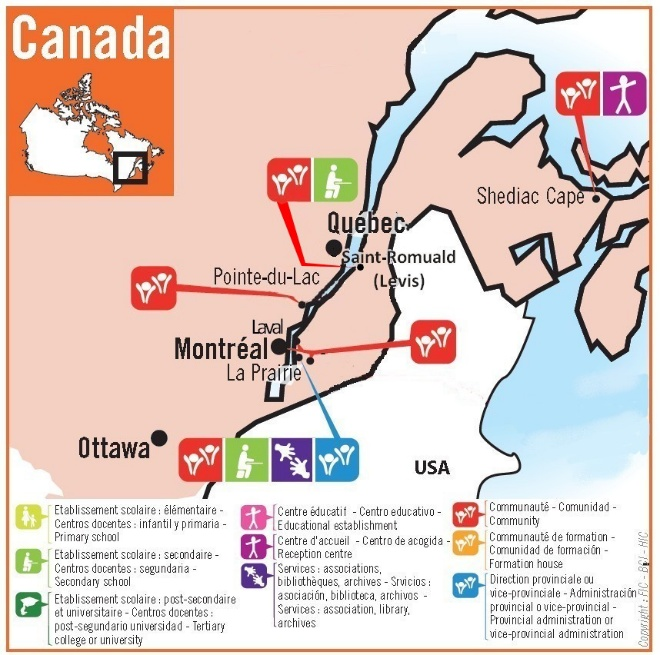 Canada
Shediac Cape
Québec
Saint-Romuald
(Levis)
Pointe-du-Lac
Laval
Montréal
La Prairie
Ottawa
USA
Etablissement scolaire : élémentaire -
Centros docentes : infantil y primaria -
Primary school
Etablissement scolaire : secondaire -
Centros docentes : segundaria -
Secondary school
Etablissement scolaire : post-secondaire
et universitaire - Centros docentes :
post-segundario universidad - Tertiary
college or university
Centre éducatif - Centro educativo -
Educational establishment
Centre d'accueil - Centro de acogida -
Reception centre
Services : associations,
bibliothèques, archives - Srvicios :
asociación, biblioteca, archivos -
Services : association, library,
archives
Communauté - Comunidad -
Community
Communauté de formation -
Comunidad de formación -
Formation house
Direction provinciale ou
vice-provinciale - Administración
provincial o vice-provincial -
Provincial administration or
vice-provincial administration
Copyright - FIC - BGI - HIC